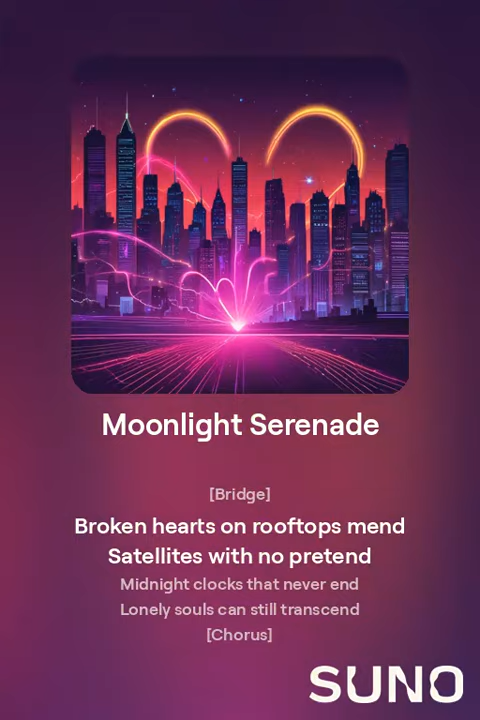 Moonlight Serenade
[Bridge]
Broken hearts on rooftops mend
Satellites with no pretend
Midnight clocks that never end
Lonely souls can still transcend
[Chorus]
SUNO